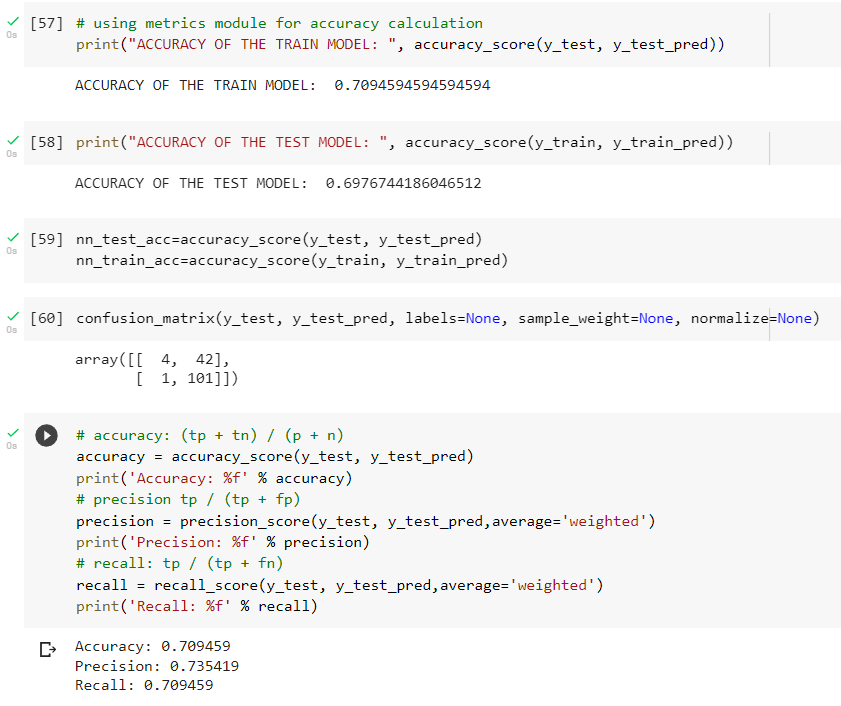 [57] # using metrics module for accuracy calculation
print("ACCURACY OF THE TRAIN MODEL: ", accuracy_score(y_test, y_test_pred))
0s
ACCURACY OF THE TRAIN MODEL:  0.7094594594594594
[58] print("ACCURACY OF THE TEST MODEL: ", accuracy_score(y_train, y_train_pred))
0s
ACCURACY OF THE TEST MODEL:  0.6976744186046512
[59] nn_test_acc=accuracy_score(y_test, y_test_pred)
0s
nn_train_acc=accuracy_score(y_train, y_train_pred)
[60] confusion_matrix(y_test, y_test_pred, labels=None, sample_weight=None, normalize=None)
0s
array([[  4,  42],
       [  1, 101]])
# accuracy: (tp + tn) / (p + n)
0s
accuracy = accuracy_score(y_test, y_test_pred)
print('Accuracy: %f' % accuracy)
# precision tp / (tp + fp)
precision = precision_score(y_test, y_test_pred,average='weighted')
print('Precision: %f' % precision)
# recall: tp / (tp + fn)
recall = recall_score(y_test, y_test_pred,average='weighted')
print('Recall: %f' % recall)
Accuracy: 0.709459
Precision: 0.735419
Recall: 0.709459